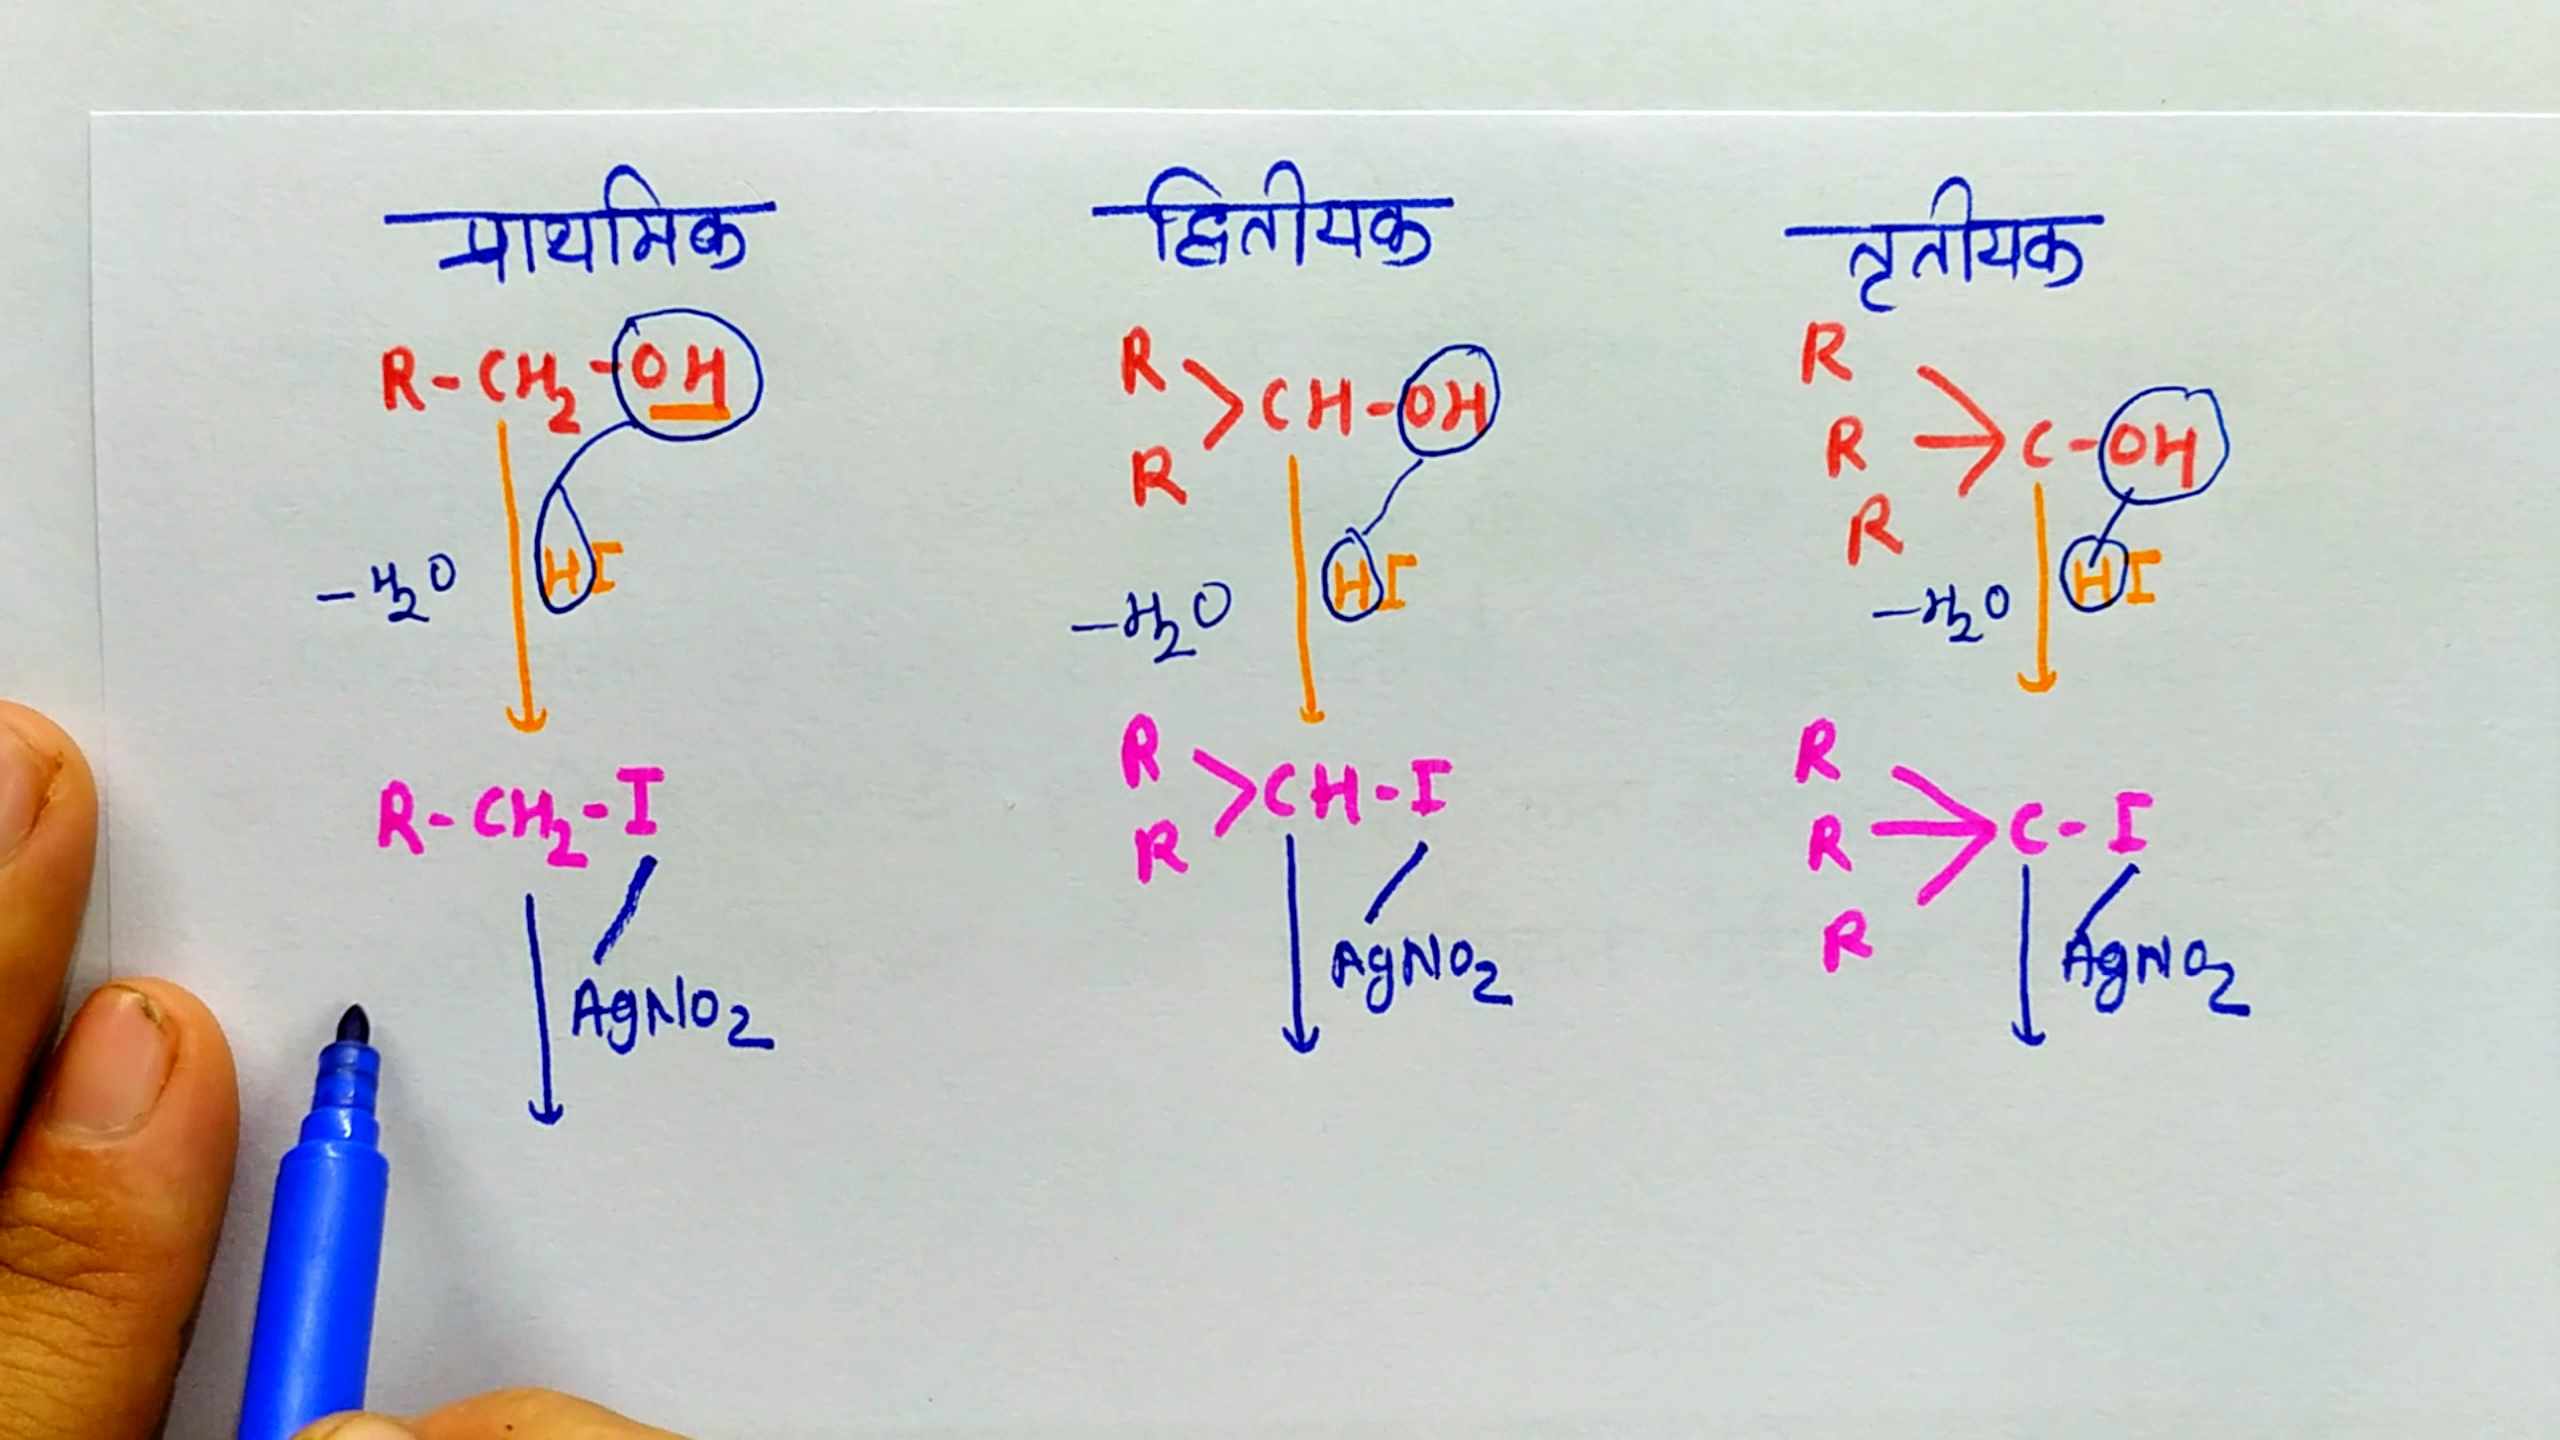 प्राथमिक
R-CH2-OH
-H2O HI
R-CH2-I
AgNO2
द्वितीयक
R
R
>CH-OH
-H2O HI
R
R
>CH-I
AgNO2
तृतीयक
R
R
R
C-OH
-H2O HI
R
R
R
C-I
AgNO2